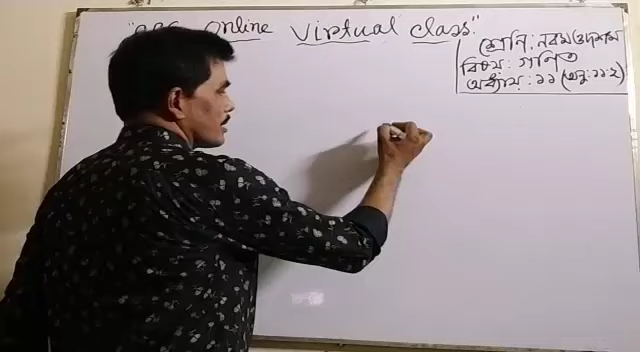 Online Virtual class"
শ্রেণি: নবম ও দশম
বিষয়: গণিত
অধ্যায়: ১১ (অনু: ১১.২)